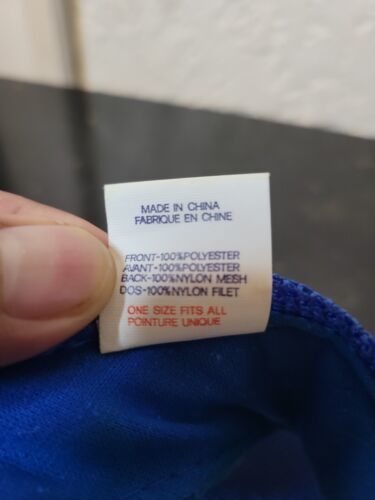 MADE IN CHINA
FABRIQUE EN CHINE
FRONT-100%POLYESTER
AVANT-100%POLYESTER
BACK-100%NYLON MESH
DOS-100%NYLON FILET
ONE SIZE FITS ALL
POINTURE UNIQUE